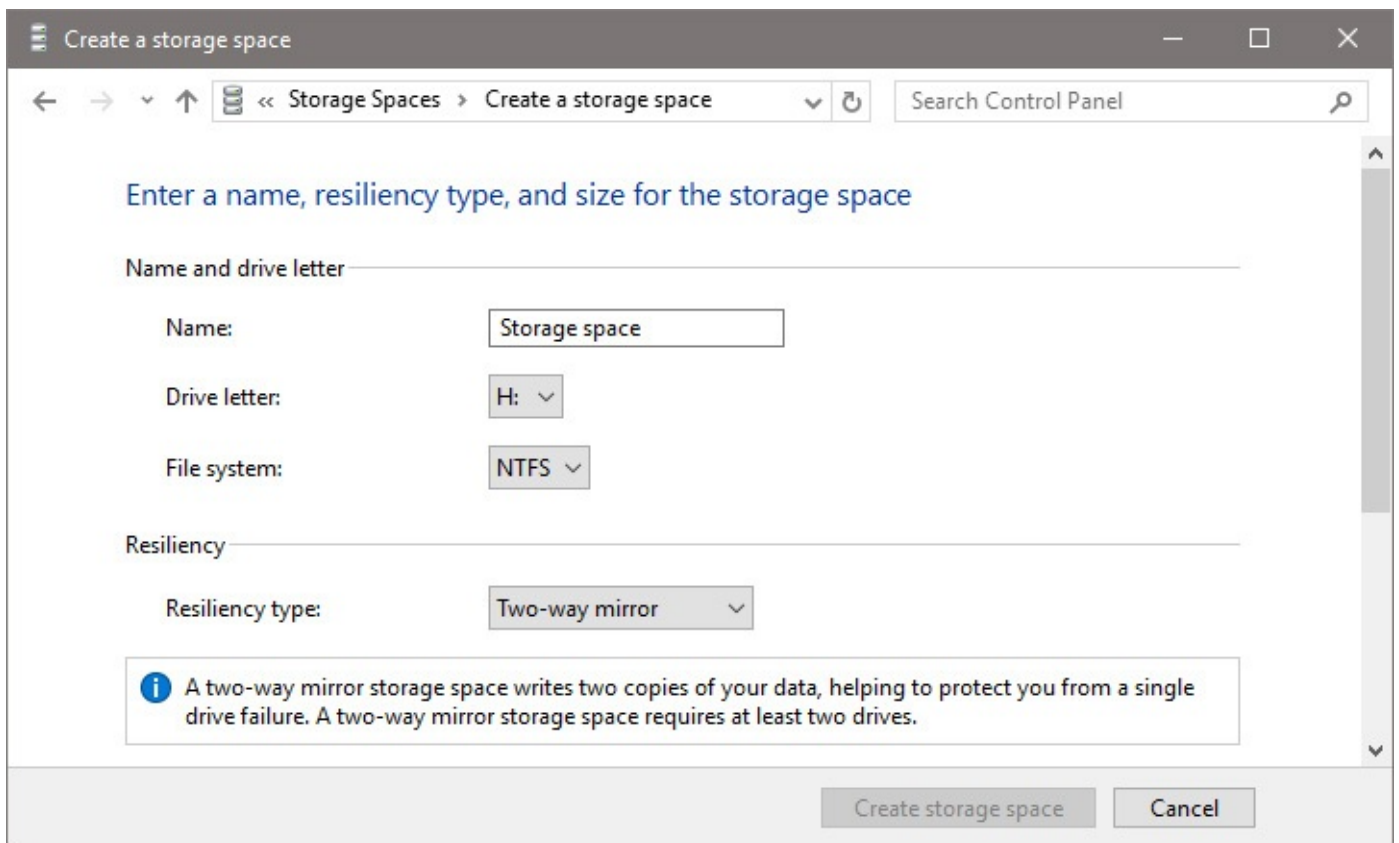 Create a storage space
« Storage Spaces > Create a storage space
Search Control Panel
Enter a name, resiliency type, and size for the storage space
Name and drive letter
Name: Storage space
Drive letter: H:
File system: NTFS
Resiliency
Resiliency type: Two-way mirror
A two-way mirror storage space writes two copies of your data, helping to protect you from a single
drive failure. A two-way mirror storage space requires at least two drives.
Create storage space Cancel